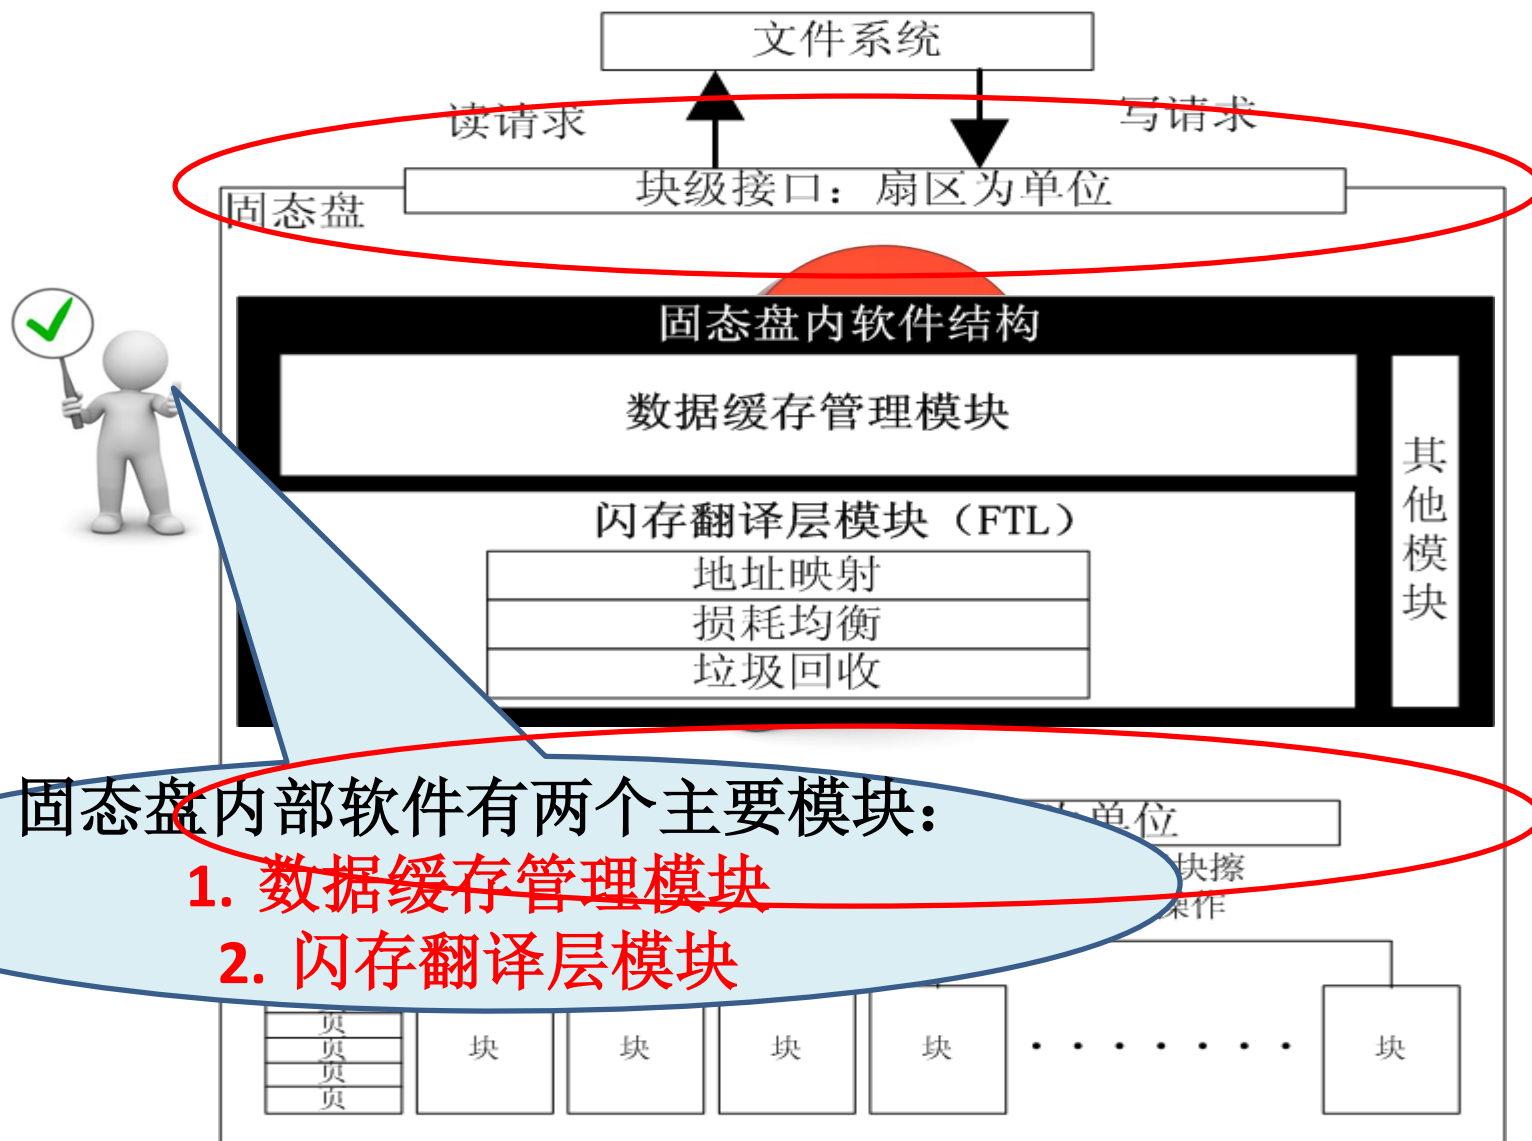 文件系统
读请求
写请求
块级接口：扇区为单位
固态盘
固态盘内软件结构
数据缓存管理模块
其他模块
闪存翻译层模块（FTL）
地址映射
损耗均衡
垃圾回收
固态盘内部软件有两个主要模块：
1. 数据缓存管理模块
2. 闪存翻译层模块
单位
块擦
操作
页
页
页
页
块 块 块 块 ······· 块